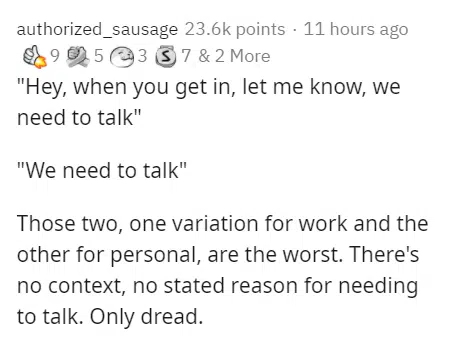 authorized_sausage 23.6k points · 11 hours ago
9 5 3 S 7 & 2 More
"Hey, when you get in, let me know, we
need to talk"
"We need to talk"
Those two, one variation for work and the
other for personal, are the worst. There's
no context, no stated reason for needing
to talk. Only dread.